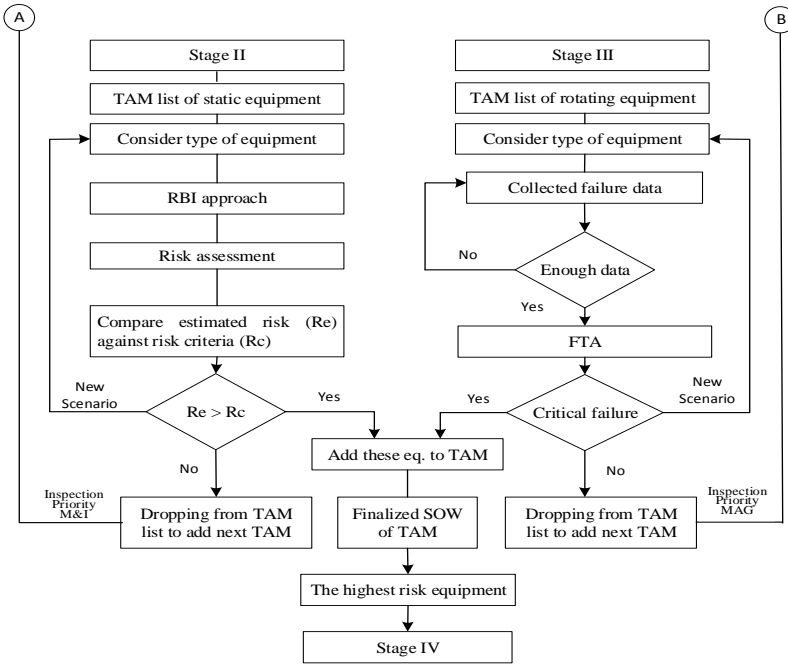 A
B
Stage II
TAM list of static equipment
Consider type of equipment
RBI approach
Risk assessment
Compare estimated risk (Re)
against risk criteria (Rc)
New
Scenario
Re > Rc
Yes
No
Inspection
Priority
M&I
Dropping from TAM
list to add next TAM
Stage III
TAM list of rotating equipment
Consider type of equipment
Collected failure data
No
Enough data
Yes
FTA
New
Scenario
Yes
Critical failure
No
Inspection
Priority
MAG
Dropping from TAM
list to add next TAM
Add these eq. to TAM
Finalized SOW
of TAM
The highest risk equipment
Stage IV